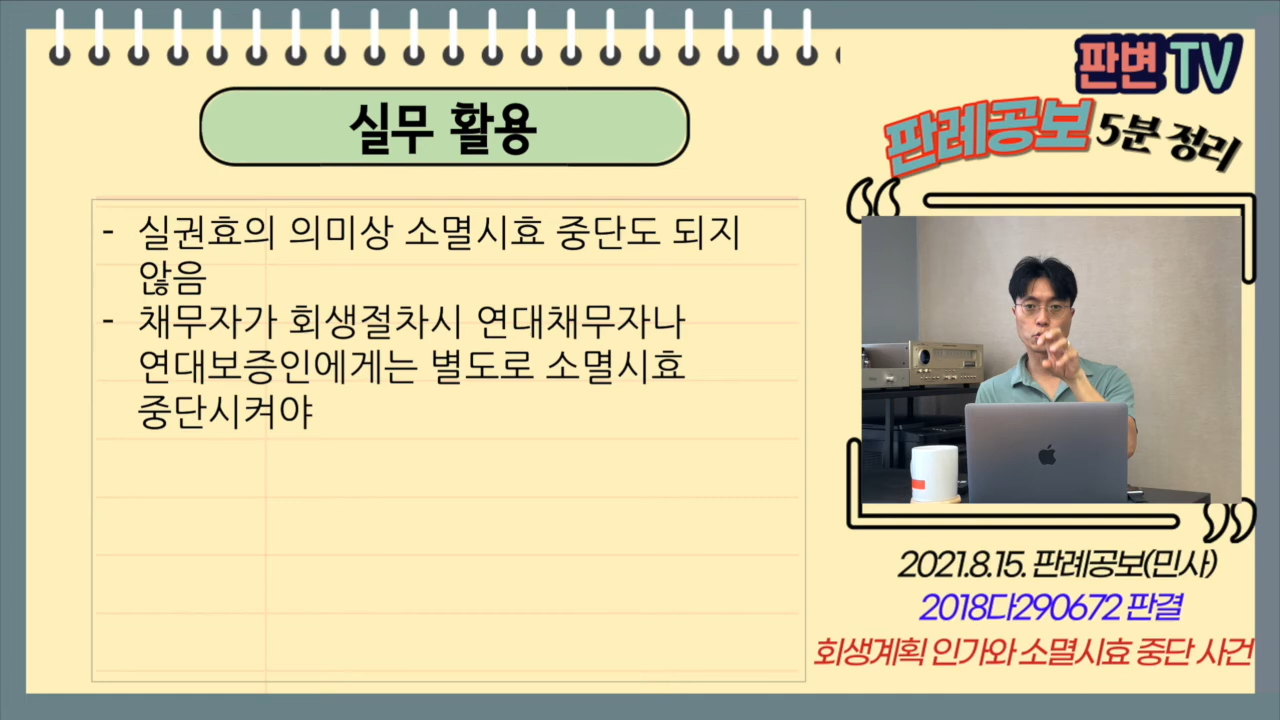 판변 TV
판례공보 5분 정리
실무 활용
- 실권효의 의미상 소멸시효 중단도 되지
않음
- 채무자가 회생절차시 연대채무자나
연대보증인에게는 별도로 소멸시효
중단시켜야
2021.8.15. 판례공보(민사)
2018다290672 판결
회생계획 인가와 소멸시효 중단 사건